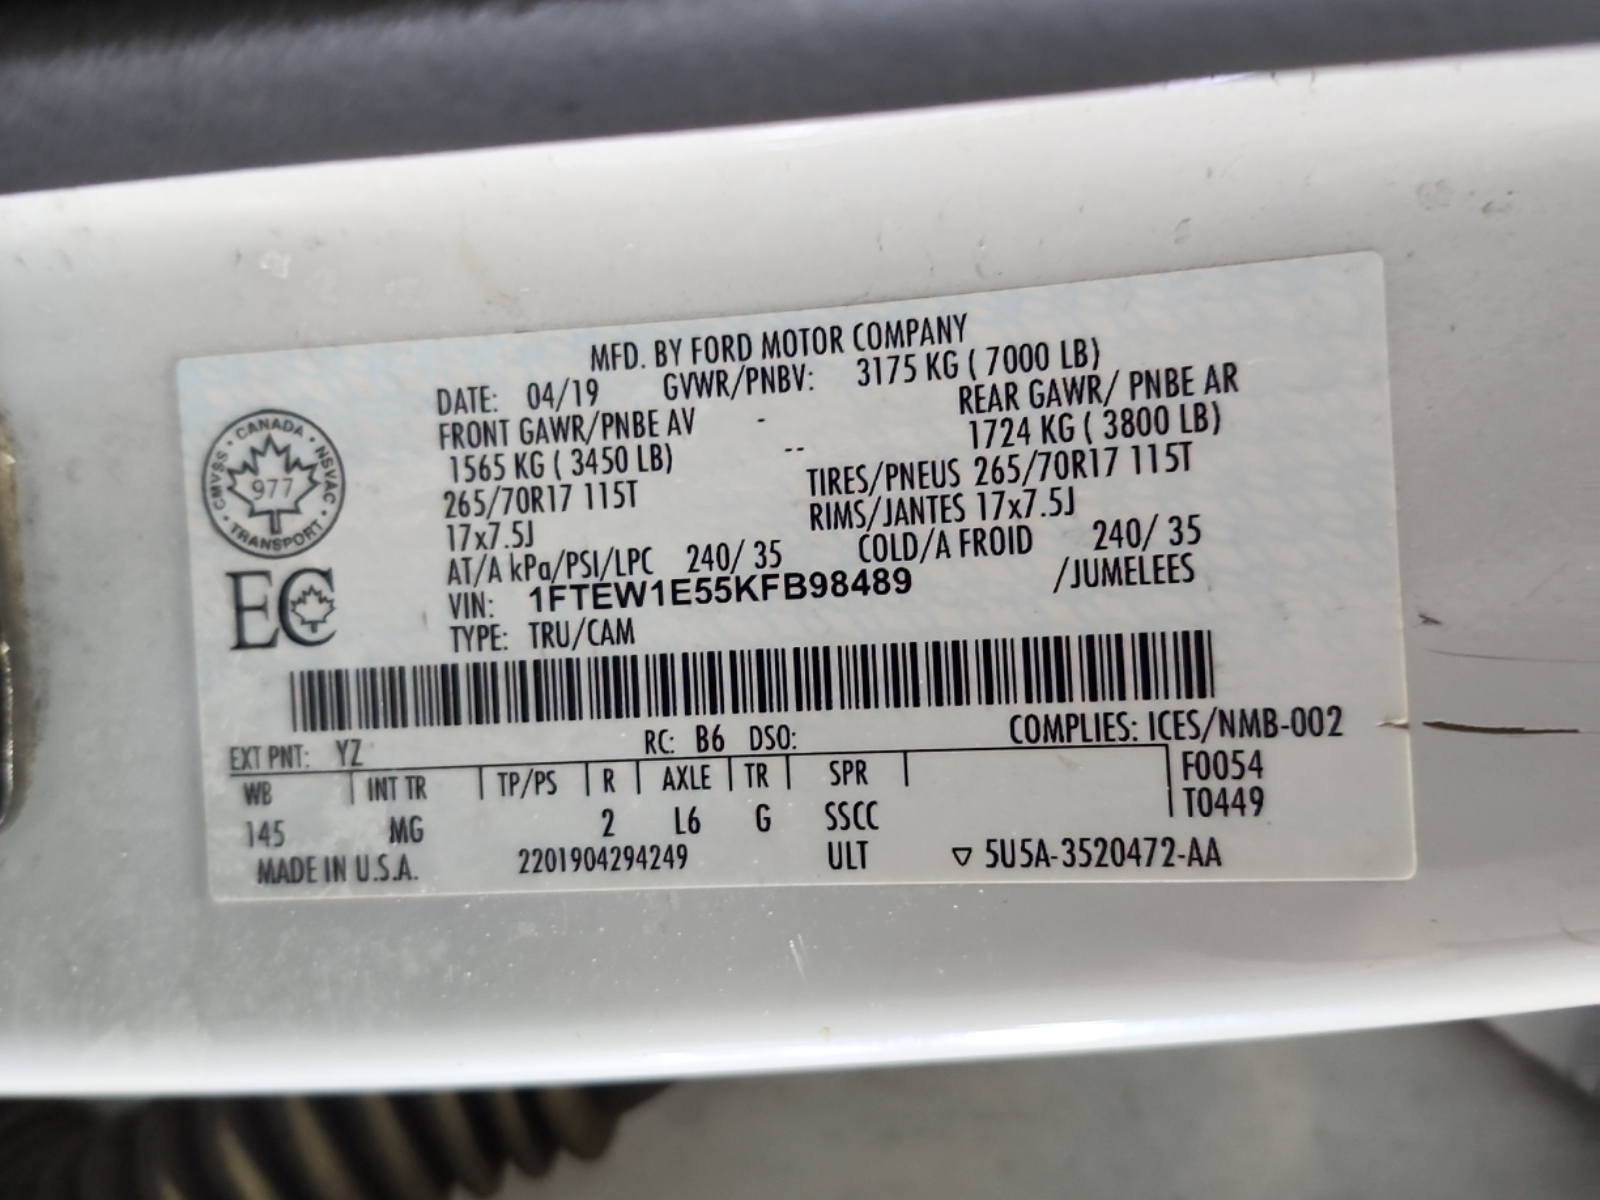 MFD. BY FORD MOTOR COMPANY
DATE: 04/19 GVWR/PNBV: 3175 KG ( 7000 LB)
FRONT GAWR/PNBE AV - REAR GAWR/ PNBE AR
1565 KG ( 3450 LB) -- 1724 KG ( 3800 LB)
265/70R17 115T TIRES/PNEUS 265/70R17 115T
17x7.5J RIMS/JANTES 17x7.5J
AT/A kPa/PSI/LPC 240/ 35 COLD/A FROID 240/ 35
VIN: 1FTEW1E55KFB98489 /JUMELEES
TYPE: TRU/CAM
CANADA
CMVSS · NSVAC
977
TRANSPORT
EC
EXT PNT: YZ RC: B6 DSO: COMPLIES: ICES/NMB-002
WB INT TR TP/PS R AXLE TR SPR F0054
T0449
145 MG 2 L6 G SSCC
MADE IN U.S.A. 2201904294249 ULT ▽ 5U5A-3520472-AA